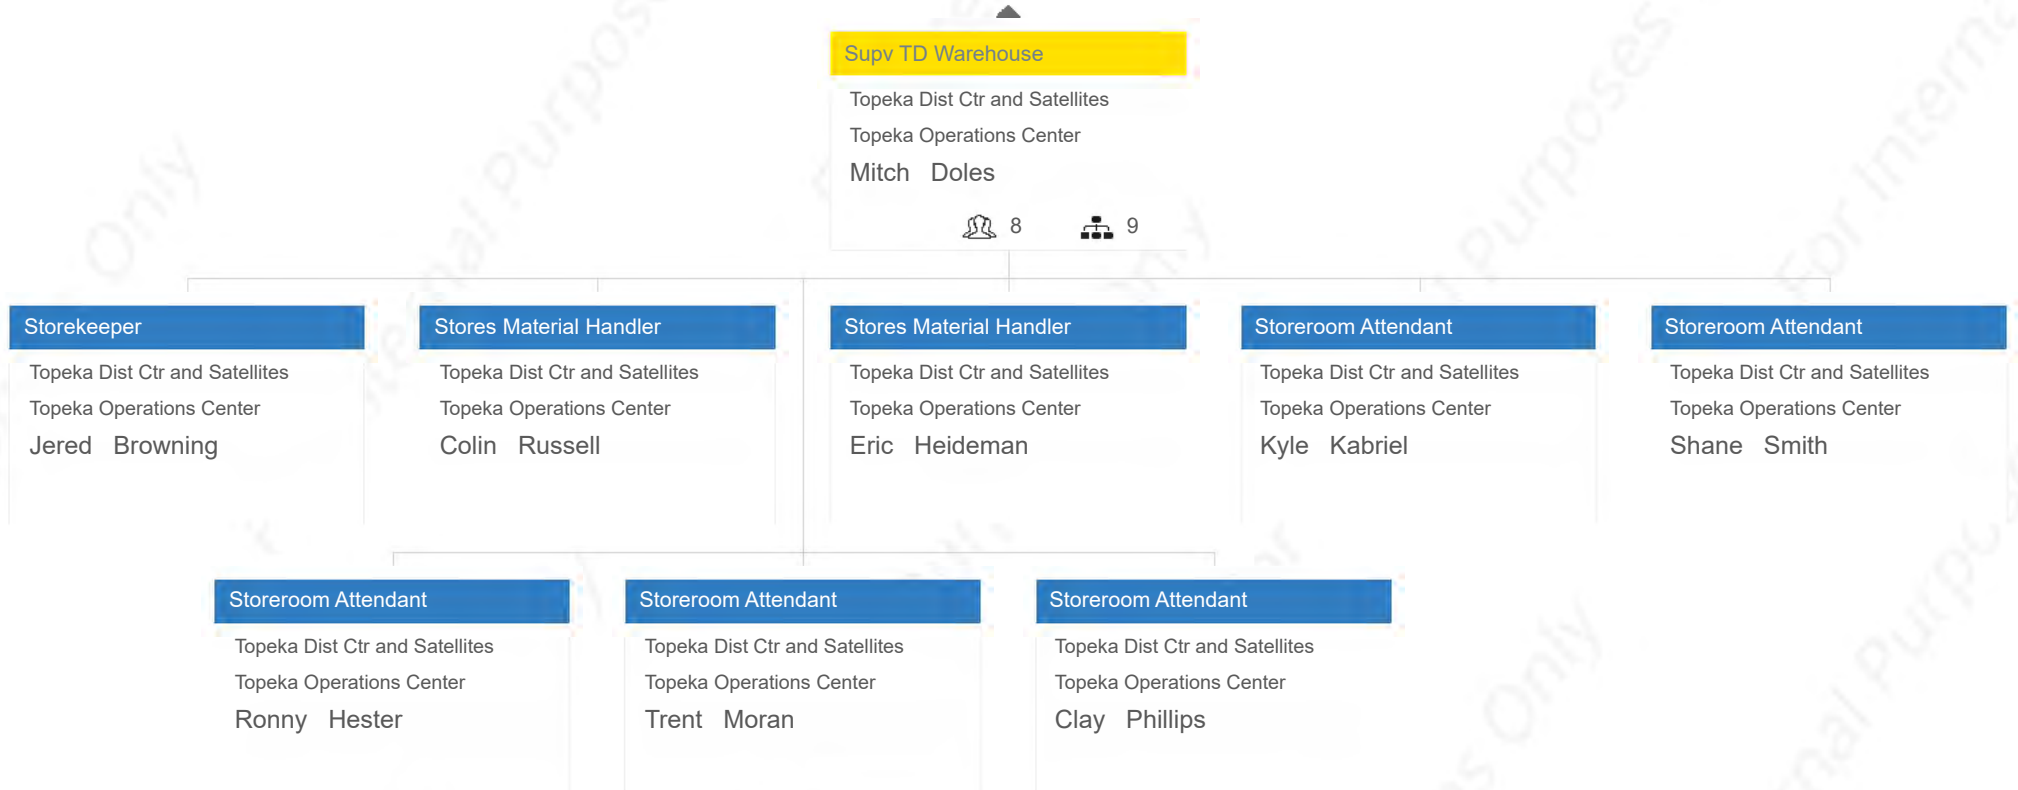 Supv TD Warehouse
Topeka Dist Ctr and Satellites
Topeka Operations Center
Mitch Doles
8 9
Storekeeper
Topeka Dist Ctr and Satellites
Topeka Operations Center
Jered Browning
Stores Material Handler
Topeka Dist Ctr and Satellites
Topeka Operations Center
Colin Russell
Stores Material Handler
Topeka Dist Ctr and Satellites
Topeka Operations Center
Eric Heideman
Storeroom Attendant
Topeka Dist Ctr and Satellites
Topeka Operations Center
Kyle Kabriel
Storeroom Attendant
Topeka Dist Ctr and Satellites
Topeka Operations Center
Shane Smith
Storeroom Attendant
Topeka Dist Ctr and Satellites
Topeka Operations Center
Ronny Hester
Storeroom Attendant
Topeka Dist Ctr and Satellites
Topeka Operations Center
Trent Moran
Storeroom Attendant
Topeka Dist Ctr and Satellites
Topeka Operations Center
Clay Phillips